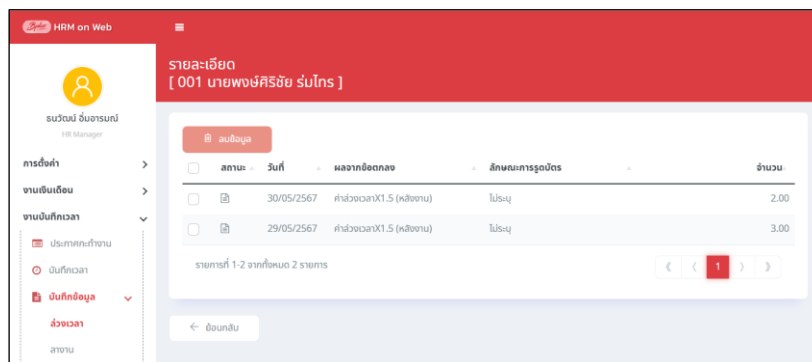 HRM on Web
รายละเอียด
[ 001 นายพงษ์ศิริชัย ร่มไทร ]
ธนวัฒน์ อิ่มอารมณ์
HR Manager
การตั้งค่า
งานเงินเดือน
งานบันทึกเวลา
ประกาศกะทำงาน
บันทึกเวลา
บันทึกข้อมูล
ล่วงเวลา
ลางาน
ลบข้อมูล
สถานะ วันที่ ผลจากข้อตกลง ลักษณะการรูดบัตร จำนวน
30/05/2567 ค่าล่วงเวลาX1.5 (หลังงาน) ไม่ระบุ 2.00
29/05/2567 ค่าล่วงเวลาX1.5 (หลังงาน) ไม่ระบุ 3.00
รายการที่ 1-2 จากทั้งหมด 2 รายการ
1
ย้อนกลับ